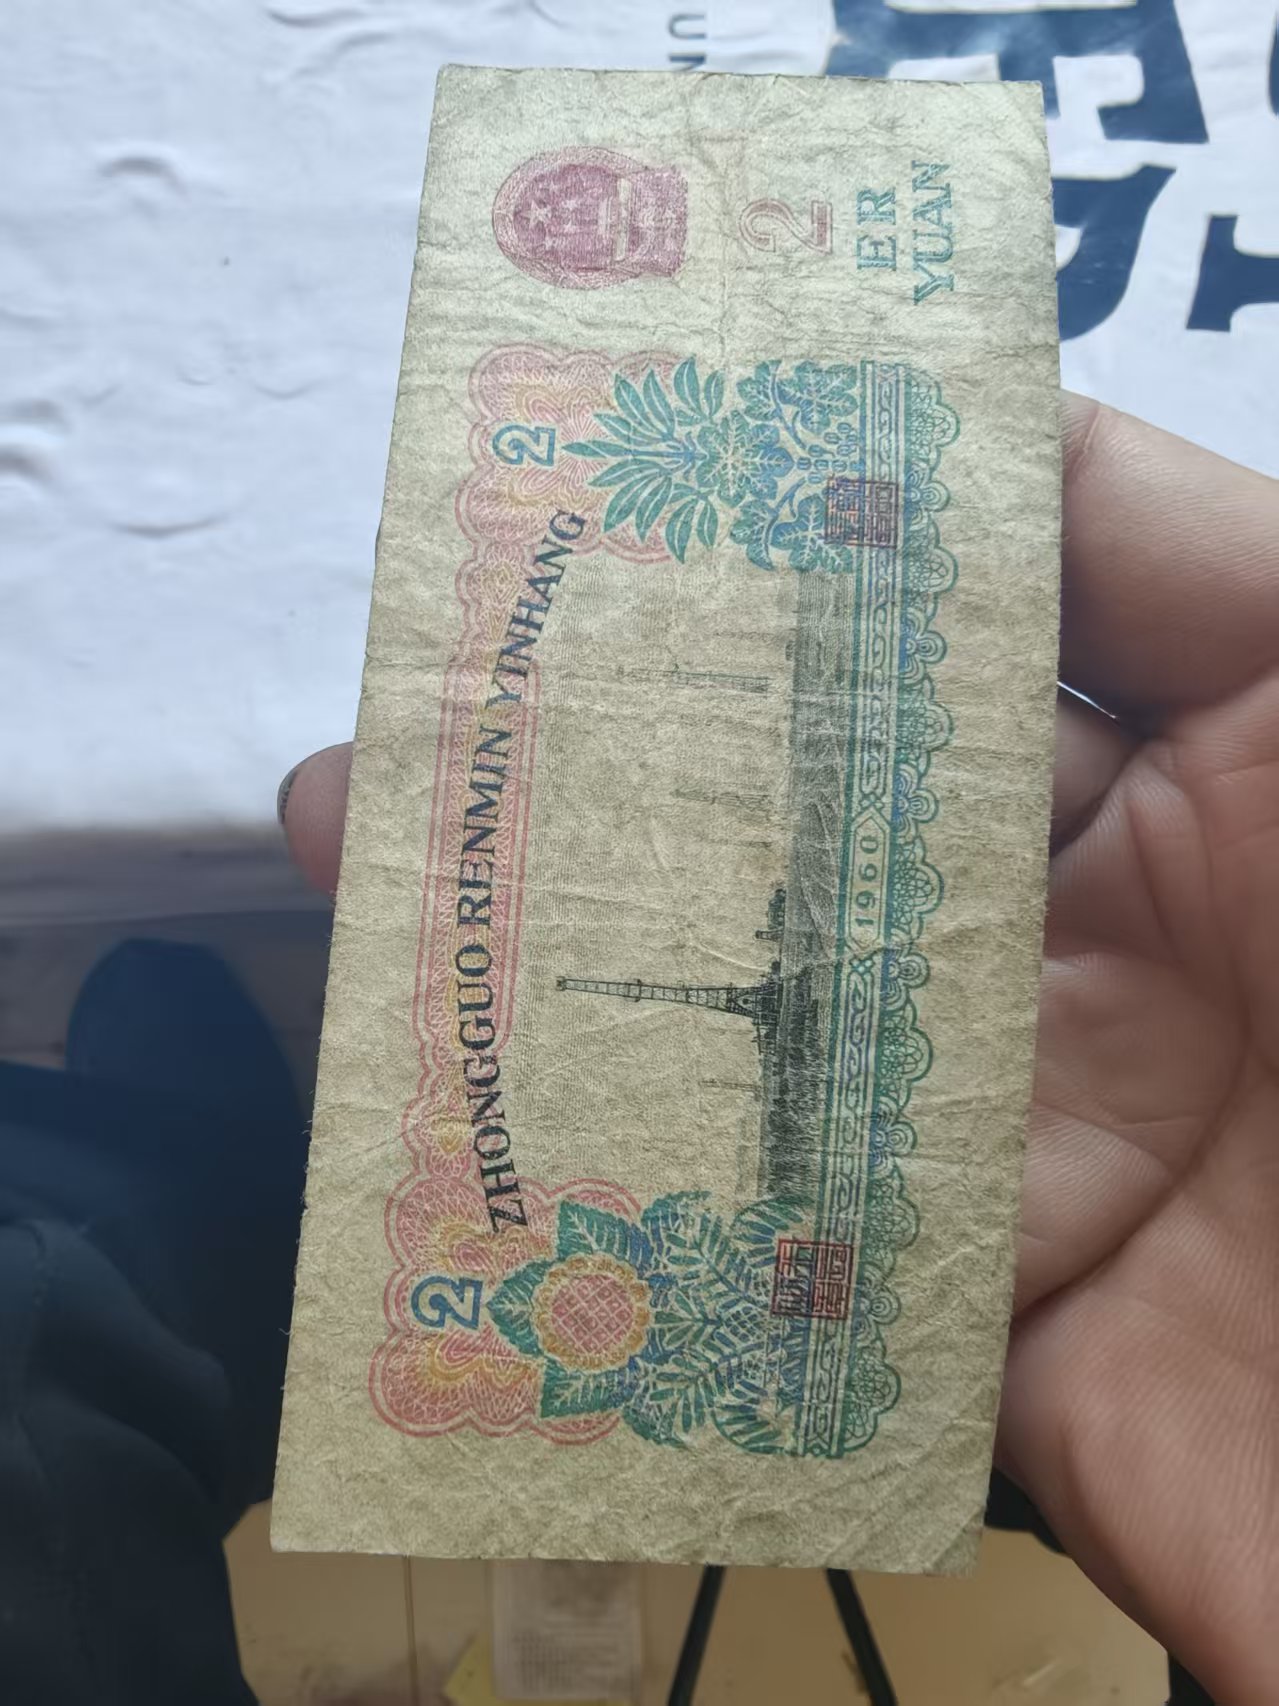 ZHONGGUO RENMIN YINHANG
2
2
2
ER
YUAN
1960